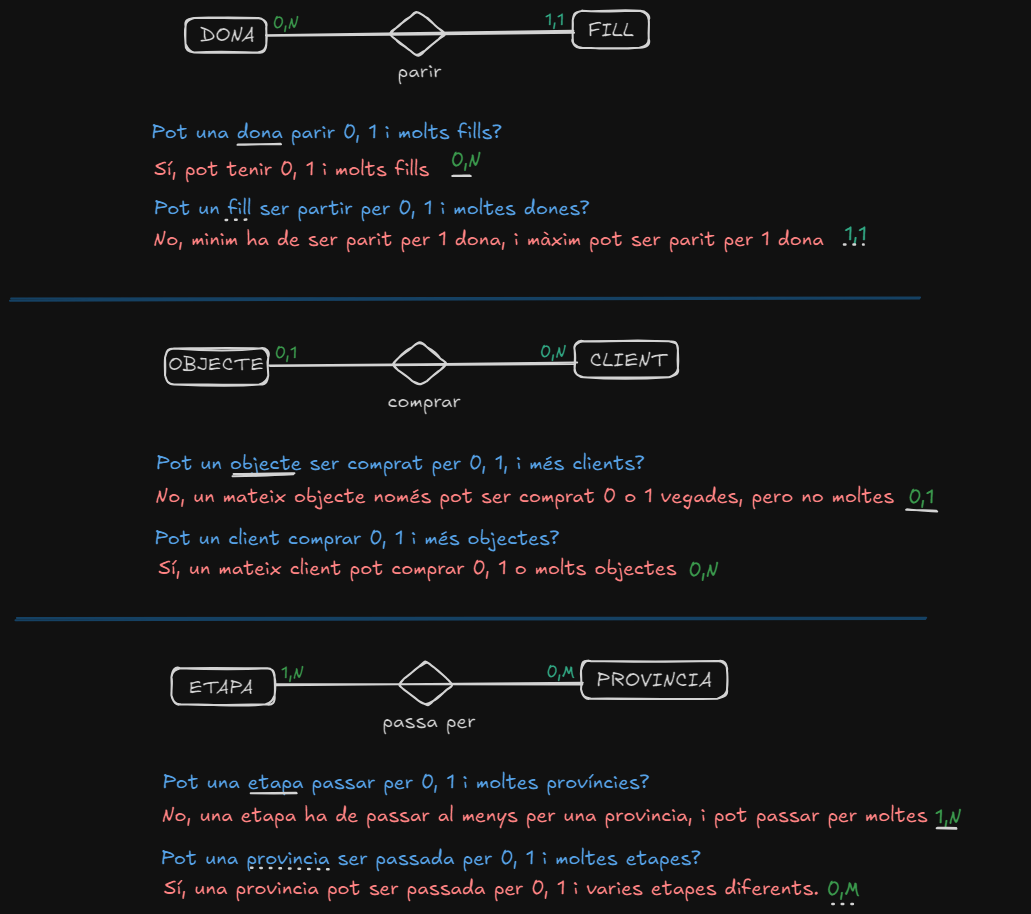 DONA 0,N 1,1 FILL
parir
Pot una dona parir 0, 1 i molts fills?
Sí, pot tenir 0, 1 i molts fills 0,N
Pot un fill ser partir per 0, 1 i moltes dones?
No, minim ha de ser parit per 1 dona, i màxim pot ser parit per 1 dona 1,1
OBJECTE 0,1 0,N CLIENT
comprar
Pot un objecte ser comprat per 0, 1, i més clients?
No, un mateix objecte només pot ser comprat 0 o 1 vegades, pero no moltes 0,1
Pot un client comprar 0, 1 i més objectes?
Sí, un mateix client pot comprar 0, 1 o molts objectes 0,N
ETAPA 1,N 0,M PROVINCIA
passa per
Pot una etapa passar per 0, 1 i moltes províncies?
No, una etapa ha de passar al menys per una provincia, i pot passar per moltes 1,N
Pot una provincia ser passada per 0, 1 i moltes etapes?
Sí, una provincia pot ser passada per 0, 1 i varies etapes diferents. 0,M